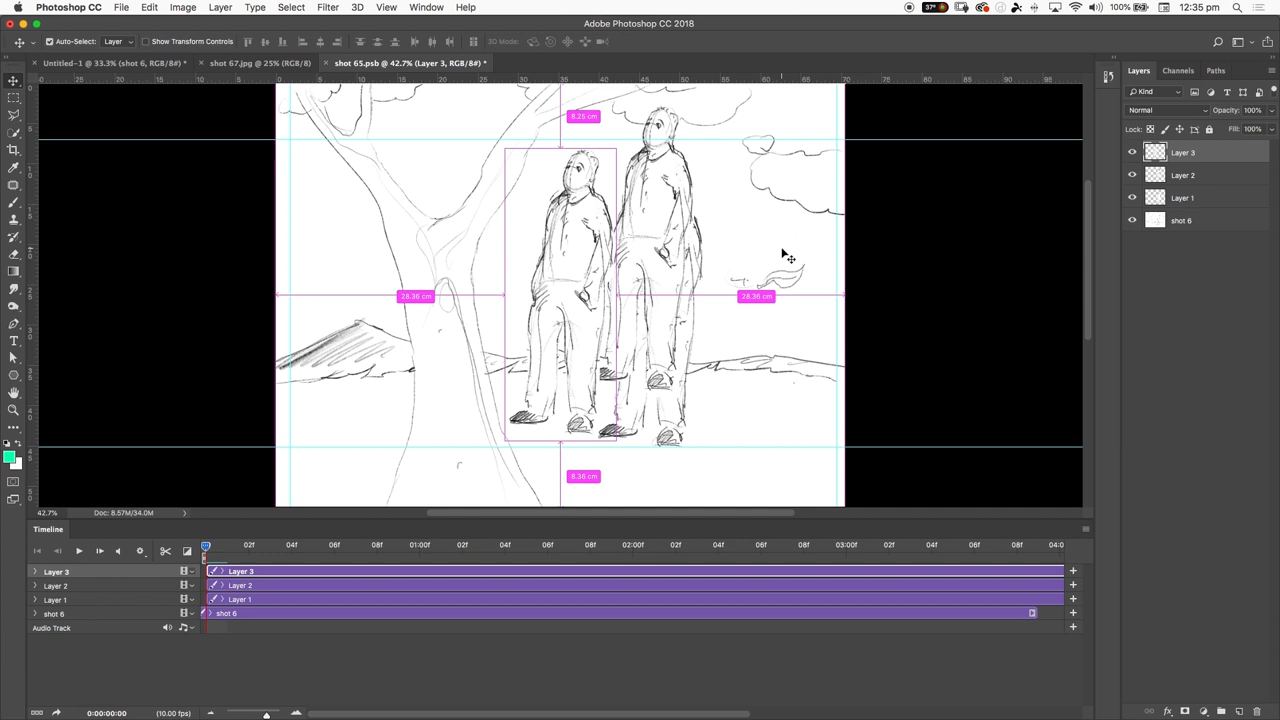 Photoshop CC File Edit Image Layer Type Select Filter 3D View Window Help 37° 100% 12:35 pm
Adobe Photoshop CC 2018
Auto-Select: Layer Show Transform Controls 3D Mode:
Untitled-1 @ 33.3% (shot 6, RGB/8#) * shot 67.jpg @ 25% (RGB/8) shot 65.psb @ 42.7% (Layer 3, RGB/8#) *
Layers Channels Paths
Kind
Normal Opacity: 100%
Lock: Fill: 100%
Layer 3
Layer 2
Layer 1
shot 6
8.25 cm
28.36 cm 28.36 cm
8.36 cm
42.7% Doc: 8.57M/34.0M
Timeline
02f 04f 06f 08f 01:00f 02f 04f 06f 08f 02:00f 02f 04f 06f 08f 03:00f 02f 04f 06f 08f 04:0
Layer 3 Layer 3
Layer 2 Layer 2
Layer 1 Layer 1
shot 6 shot 6
Audio Track
0:00:00:00 (10.00 fps)